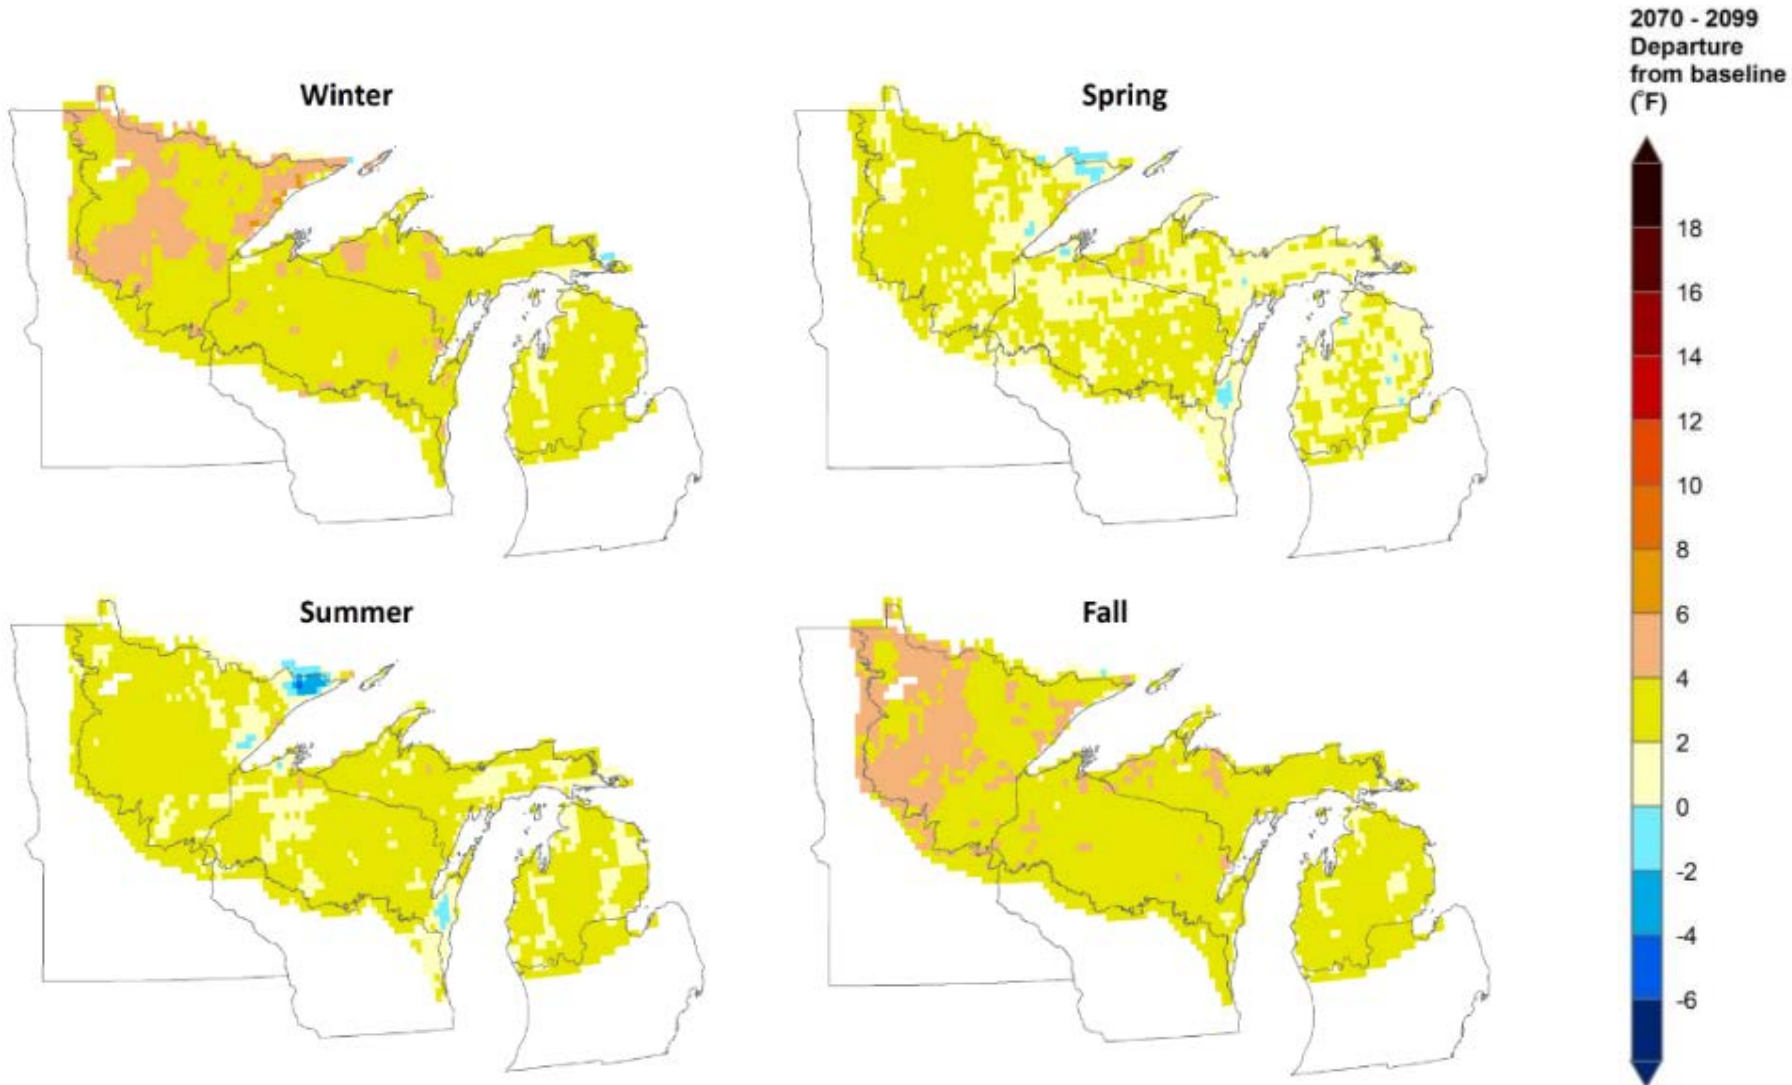 2070 - 2099
Departure
from baseline
(°F)
Winter
Spring
Summer
Fall
18
16
14
12
10
8
6
4
2
0
-2
-4
-6